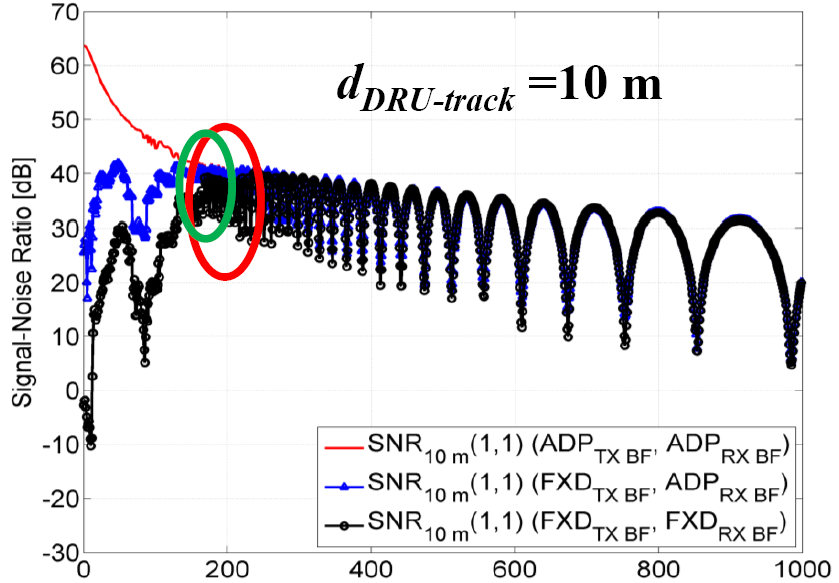 70
60
50
40
30
20
10
0
-10
-20
-30
Signal-Noise Ratio [dB]
d_DRU-track =10 m
SNR_10 m(1,1) (ADP_TX BF, ADP_RX BF)
SNR_10 m(1,1) (FXD_TX BF, ADP_RX BF)
SNR_10 m(1,1) (FXD_TX BF, FXD_RX BF)
0 200 400 600 800 1000